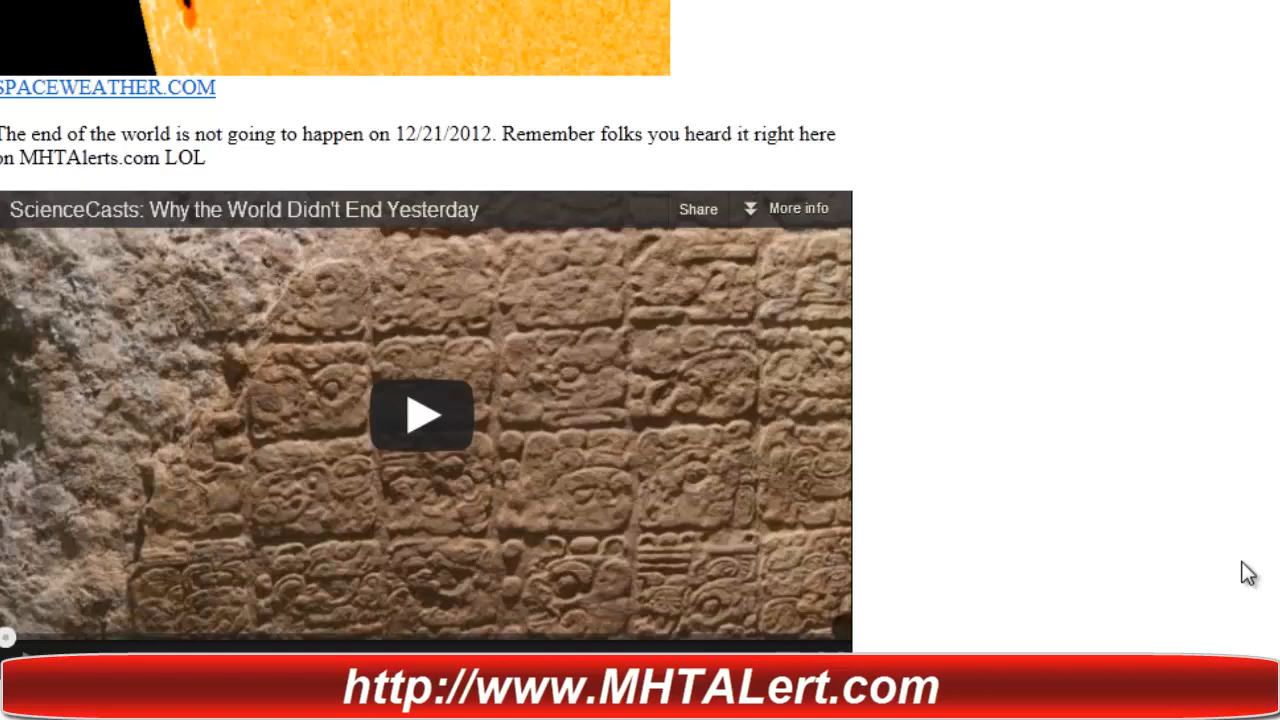 SPACEWEATHER.COM
The end of the world is not going to happen on 12/21/2012. Remember folks you heard it right here
on MHTAlerts.com LOL
ScienceCasts: Why the World Didn't End Yesterday
Share
More info
http://www.MHTALert.com